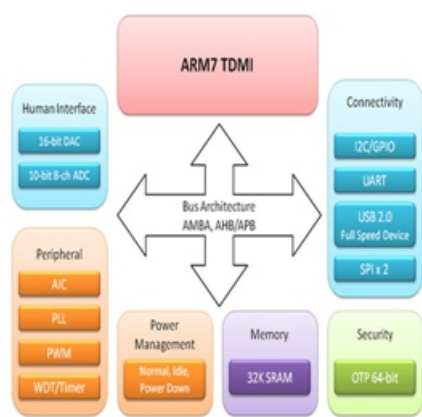 ARM7 TDMI
Human Interface
16-bit DAC
10-bit 8-ch ADC
Connectivity
I2C/GPIO
UART
USB 2.0
Full Speed Device
SPI x 2
Bus Architecture
AMBA, AHB/APB
Peripheral
AIC
PLL
PWM
WDT/Timer
Power
Management
Normal, Idle,
Power Down
Memory
32K SRAM
Security
OTP 64-bit